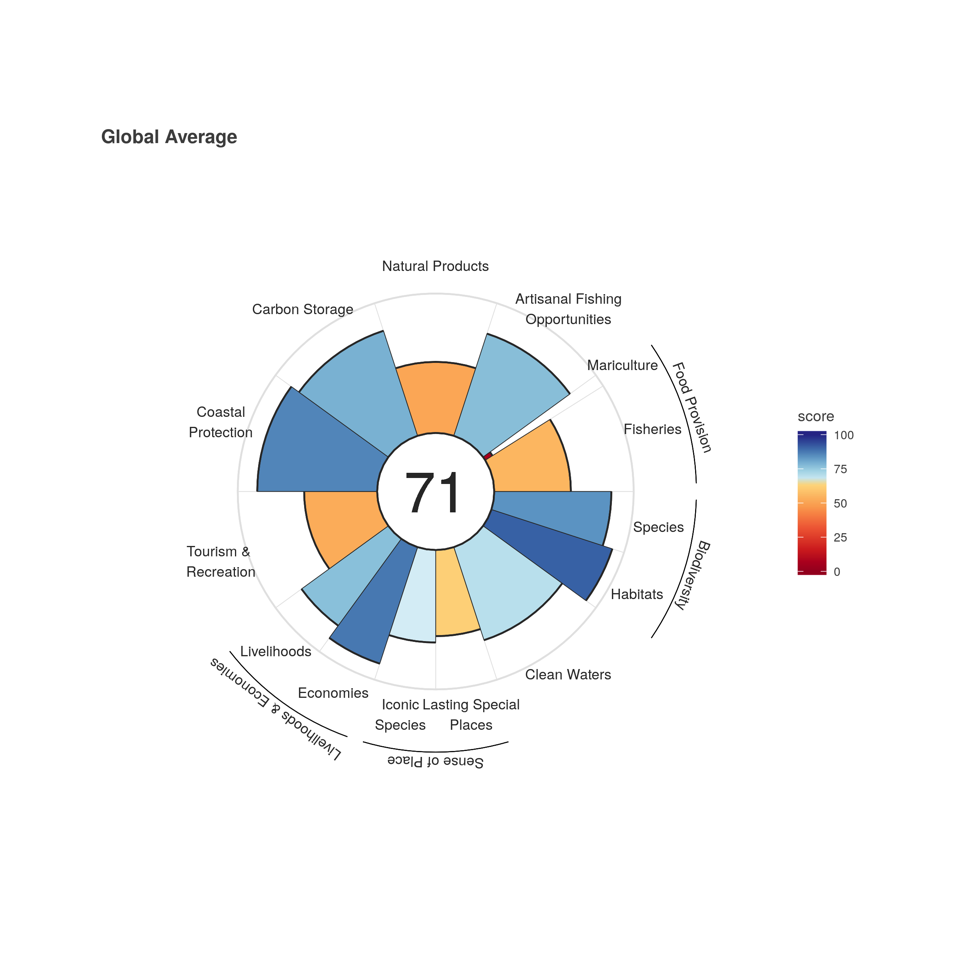 Global Average
Natural Products
Artisanal Fishing
Opportunities
Mariculture
Fisheries
Food Provision
Species
Habitats
Biodiversity
Clean Waters
Lasting Special
Places
Iconic
Species
Sense of Place
Economies
Livelihoods
Livelihoods & Economies
Tourism &
Recreation
Coastal
Protection
Carbon Storage
71
score
100
75
50
25
0